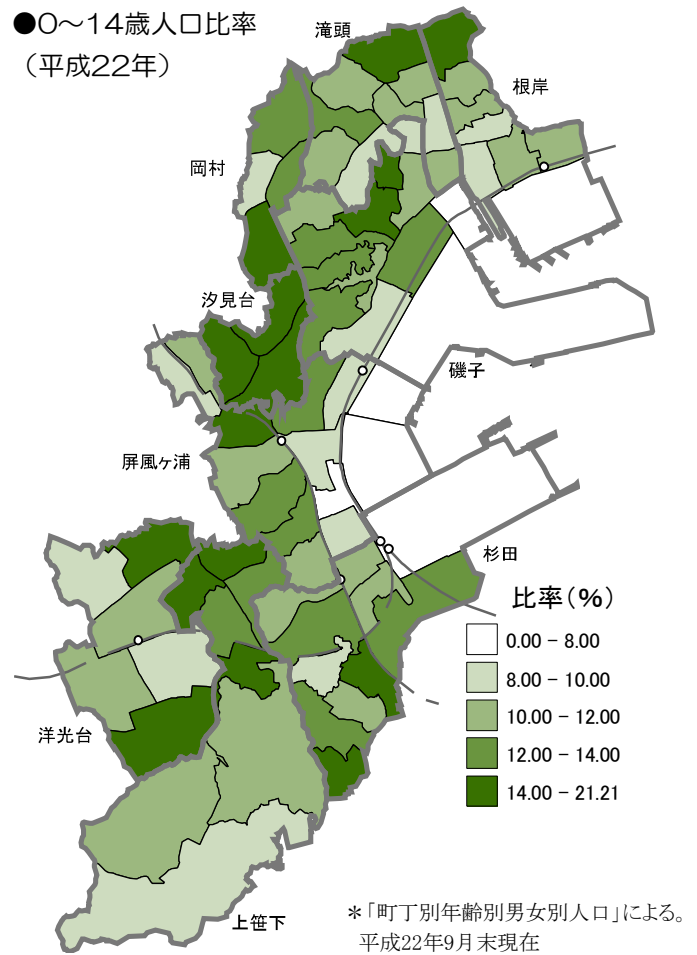 ●0～14歳人口比率
（平成22年）
滝頭
根岸
岡村
汐見台
磯子
屏風ヶ浦
杉田
洋光台
上笹下
比率（%）
0.00 – 8.00
8.00 – 10.00
10.00 – 12.00
12.00 – 14.00
14.00 – 21.21
＊「町丁別年齢別男女別人口」による。
平成22年9月末現在